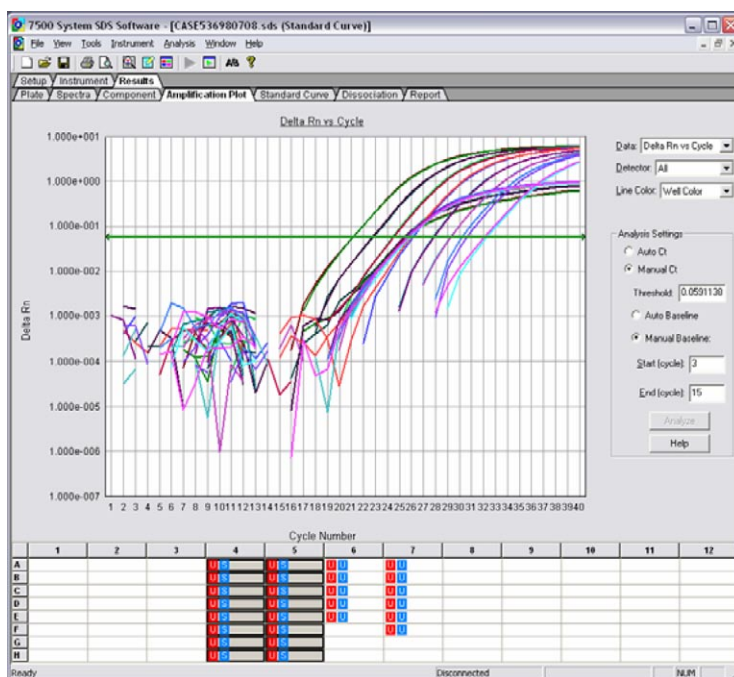 7500 System SDS Software - [CASE536980708.sds (Standard Curve)]
File View Tools Instrument Analysis Window Help
Setup Instrument Results
Plate Spectra Component Amplification Plot Standard Curve Dissociation Report
Delta Rn vs Cycle
Data: Delta Rn vs Cycle
Detector: All
Line Color: Well Color
Analysis Settings
Auto Ct
Manual Ct
Threshold: 0.0591130
Auto Baseline
Manual Baseline:
Start (cycle): 3
End (cycle): 15
Analyze
Help
Delta Rn
1.000e+001
1.000e+000
1.000e-001
1.000e-002
1.000e-003
1.000e-004
1.000e-005
1.000e-006
1.000e-007
1 2 3 4 5 6 7 8 9 10 11 12 13 14 15 16 17 18 19 20 21 22 23 24 25 26 27 28 29 30 31 32 33 34 35 36 37 38 39 40
Cycle Number
1 2 3 4 5 6 7 8 9 10 11 12
A U S U S U U U U
B U S U S U U U U
C U S U S U U U U
D U S U S U U U U
E U S U S U U U U
F U S U S U U
G U S U S
H U S U S
Ready Disconnected NUM